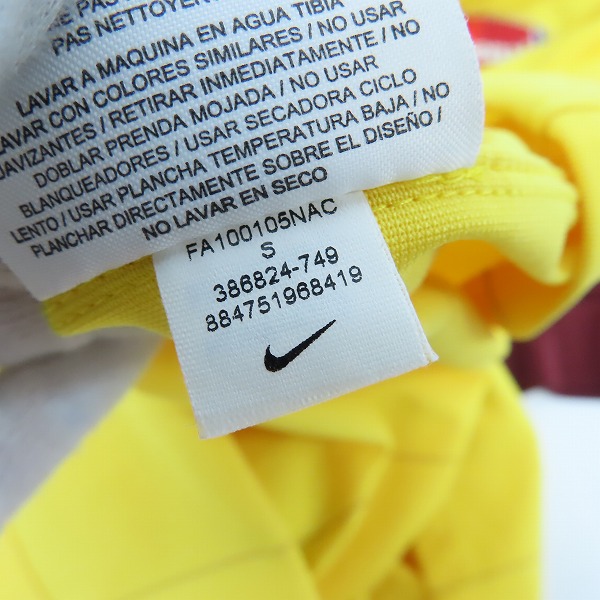 PAS NETTOYER
LAVAR A MAQUINA EN AGUA TIBIA
LAVAR CON COLORES SIMILARES / NO USAR
SUAVIZANTES / RETIRAR INMEDIATAMENTE / NO
DOBLAR PRENDA MOJADA / NO USAR
BLANQUEADORES / USAR SECADORA CICLO
LENTO / USAR PLANCHA TEMPERATURA BAJA / NO
PLANCHAR DIRECTAMENTE SOBRE EL DISEÑO /
NO LAVAR EN SECO
FA100105NAC
S
386824-749
884751968419